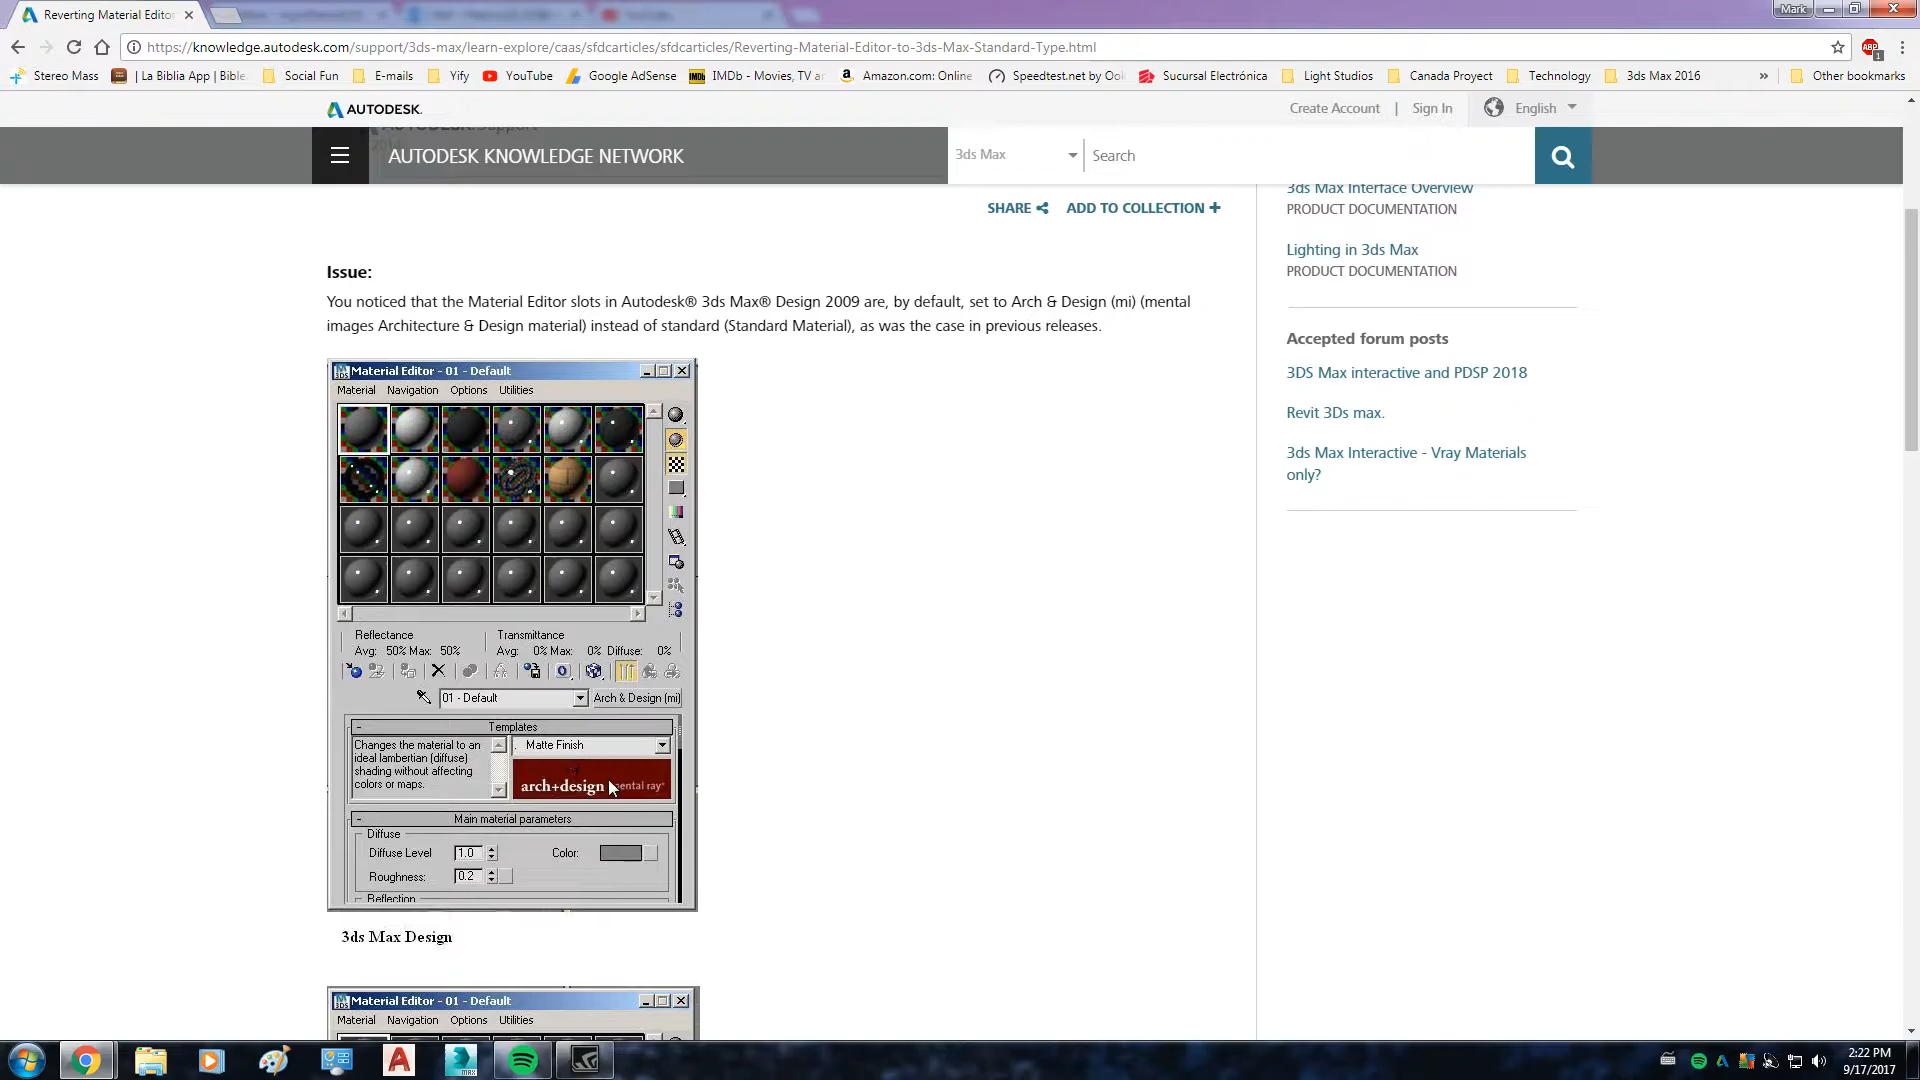 Reverting Material Editor
Mark
https://knowledge.autodesk.com/support/3ds-max/learn-explore/caas/sfdcarticles/sfdcarticles/Reverting-Material-Editor-to-3ds-Max-Standard-Type.html
ABP
1
Stereo Mass
| La Biblia App | Bible.
Social Fun
E-mails
Yify
YouTube
Google AdSense
IMDb - Movies, TV ar
Amazon.com: Online
Speedtest.net by Ook
Sucursal Electrónica
Light Studios
Canada Project
Technology
3ds Max 2016
»
Other bookmarks
AUTODESK.
Create Account | Sign In
English
AUTODESK KNOWLEDGE NETWORK
3ds Max
Search
SHARE
ADD TO COLLECTION +
3ds Max Interface Overview
PRODUCT DOCUMENTATION
Lighting in 3ds Max
PRODUCT DOCUMENTATION
Accepted forum posts
3DS Max interactive and PDSP 2018
Revit 3Ds max.
3ds Max Interactive - Vray Materials
only?
Issue:
You noticed that the Material Editor slots in Autodesk® 3ds Max® Design 2009 are, by default, set to Arch & Design (mi) (mental
images Architecture & Design material) instead of standard (Standard Material), as was the case in previous releases.
Material Editor - 01 - Default
Material Navigation Options Utilities
Reflectance Transmittance
Avg: 50% Max: 50% Avg: 0% Max: 0% Diffuse: 0%
01 - Default
Arch & Design (mi)
Templates
Changes the material to an
ideal lambertian (diffuse)
shading without affecting
colors or maps.
Matte Finish
arch+design mental ray
Main material parameters
Diffuse
Diffuse Level 1.0 Color:
Roughness: 0.2
Reflection
3ds Max Design
Material Editor - 01 - Default
Material Navigation Options Utilities
2:22 PM
9/17/2017